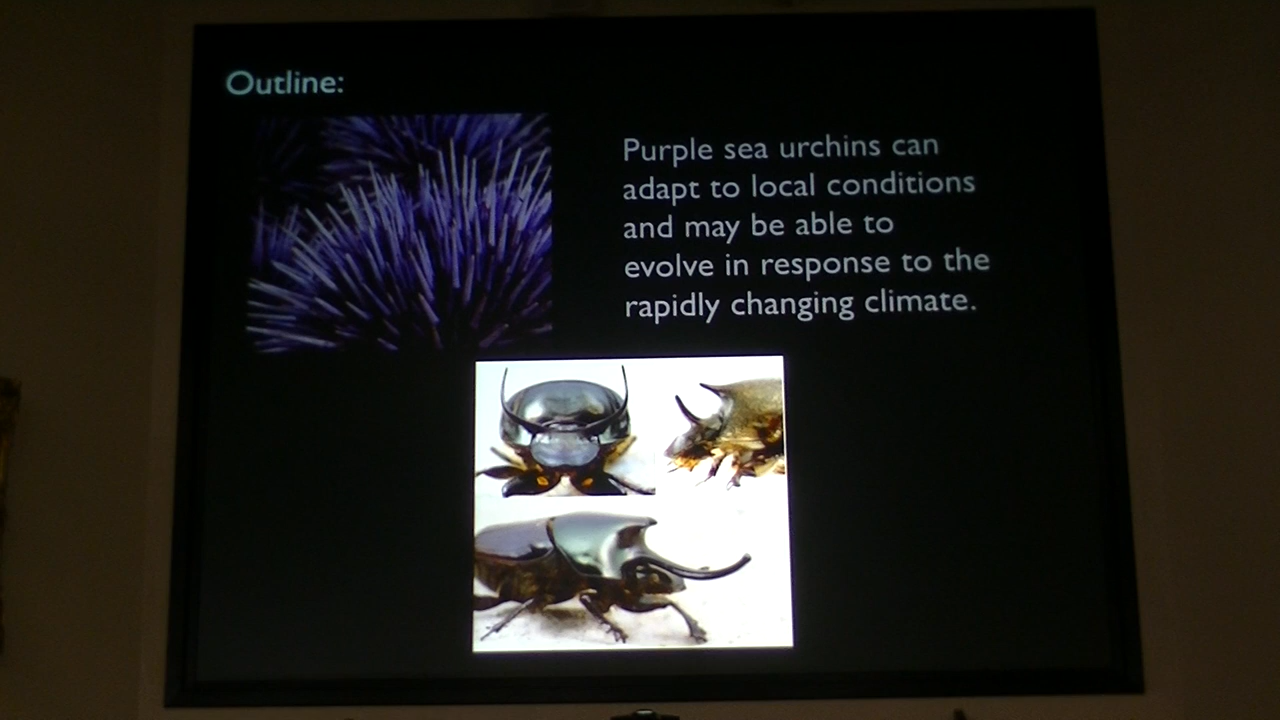 Outline:
Purple sea urchins can
adapt to local conditions
and may be able to
evolve in response to the
rapidly changing climate.